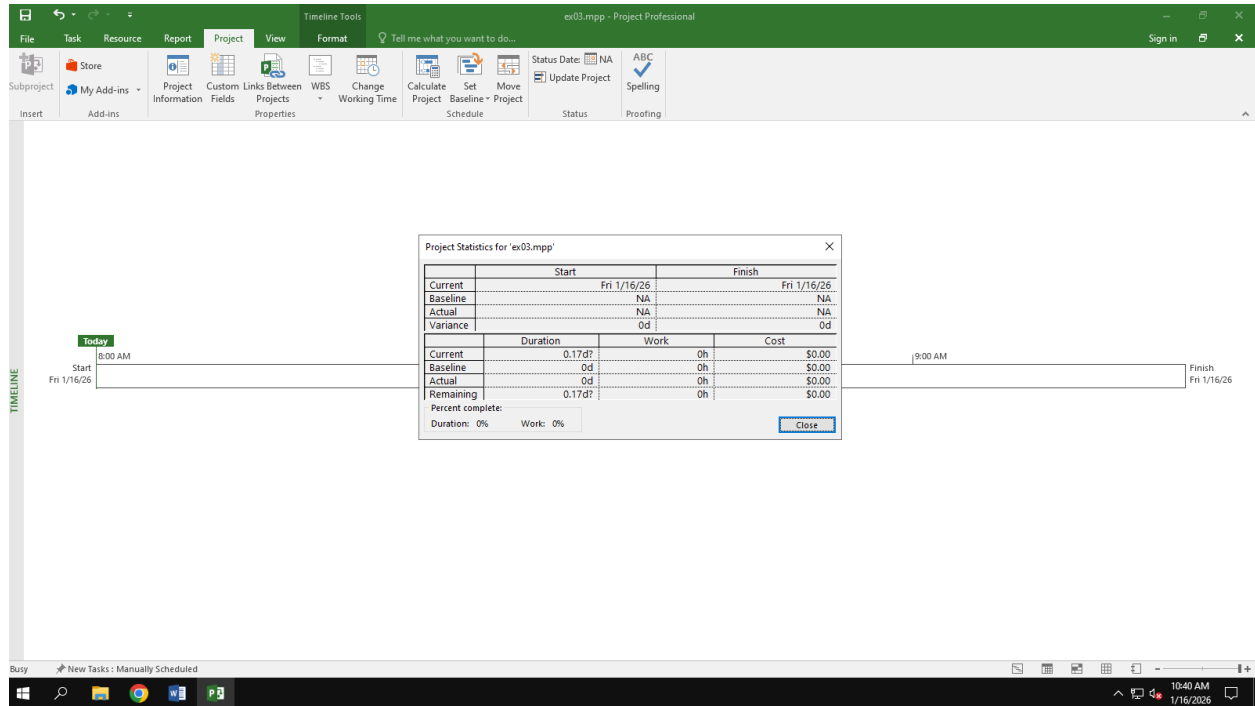 Timeline Tools
ex03.mpp - Project Professional
File Task Resource Report Project View Format Tell me what you want to do... Sign in
Subproject
Store
My Add-ins
Project Information
Custom Fields
Links Between Projects
WBS
Change Working Time
Calculate Project
Set Baseline
Move Project
Status Date: NA
Update Project
ABC
Spelling
Insert Add-ins Properties Schedule Status Proofing
Project Statistics for 'ex03.mpp'
Start Finish
Current Fri 1/16/26 Fri 1/16/26
Baseline NA NA
Actual NA NA
Variance 0d 0d
Duration Work Cost
Current 0.17d? 0h $0.00
Baseline 0d 0h $0.00
Actual 0d 0h $0.00
Remaining 0.17d? 0h $0.00
Percent complete:
Duration: 0% Work: 0%
Close
TIMELINE
Today
8:00 AM 9:00 AM
Start
Fri 1/16/26
Finish
Fri 1/16/26
Busy New Tasks : Manually Scheduled
10:40 AM
1/16/2026